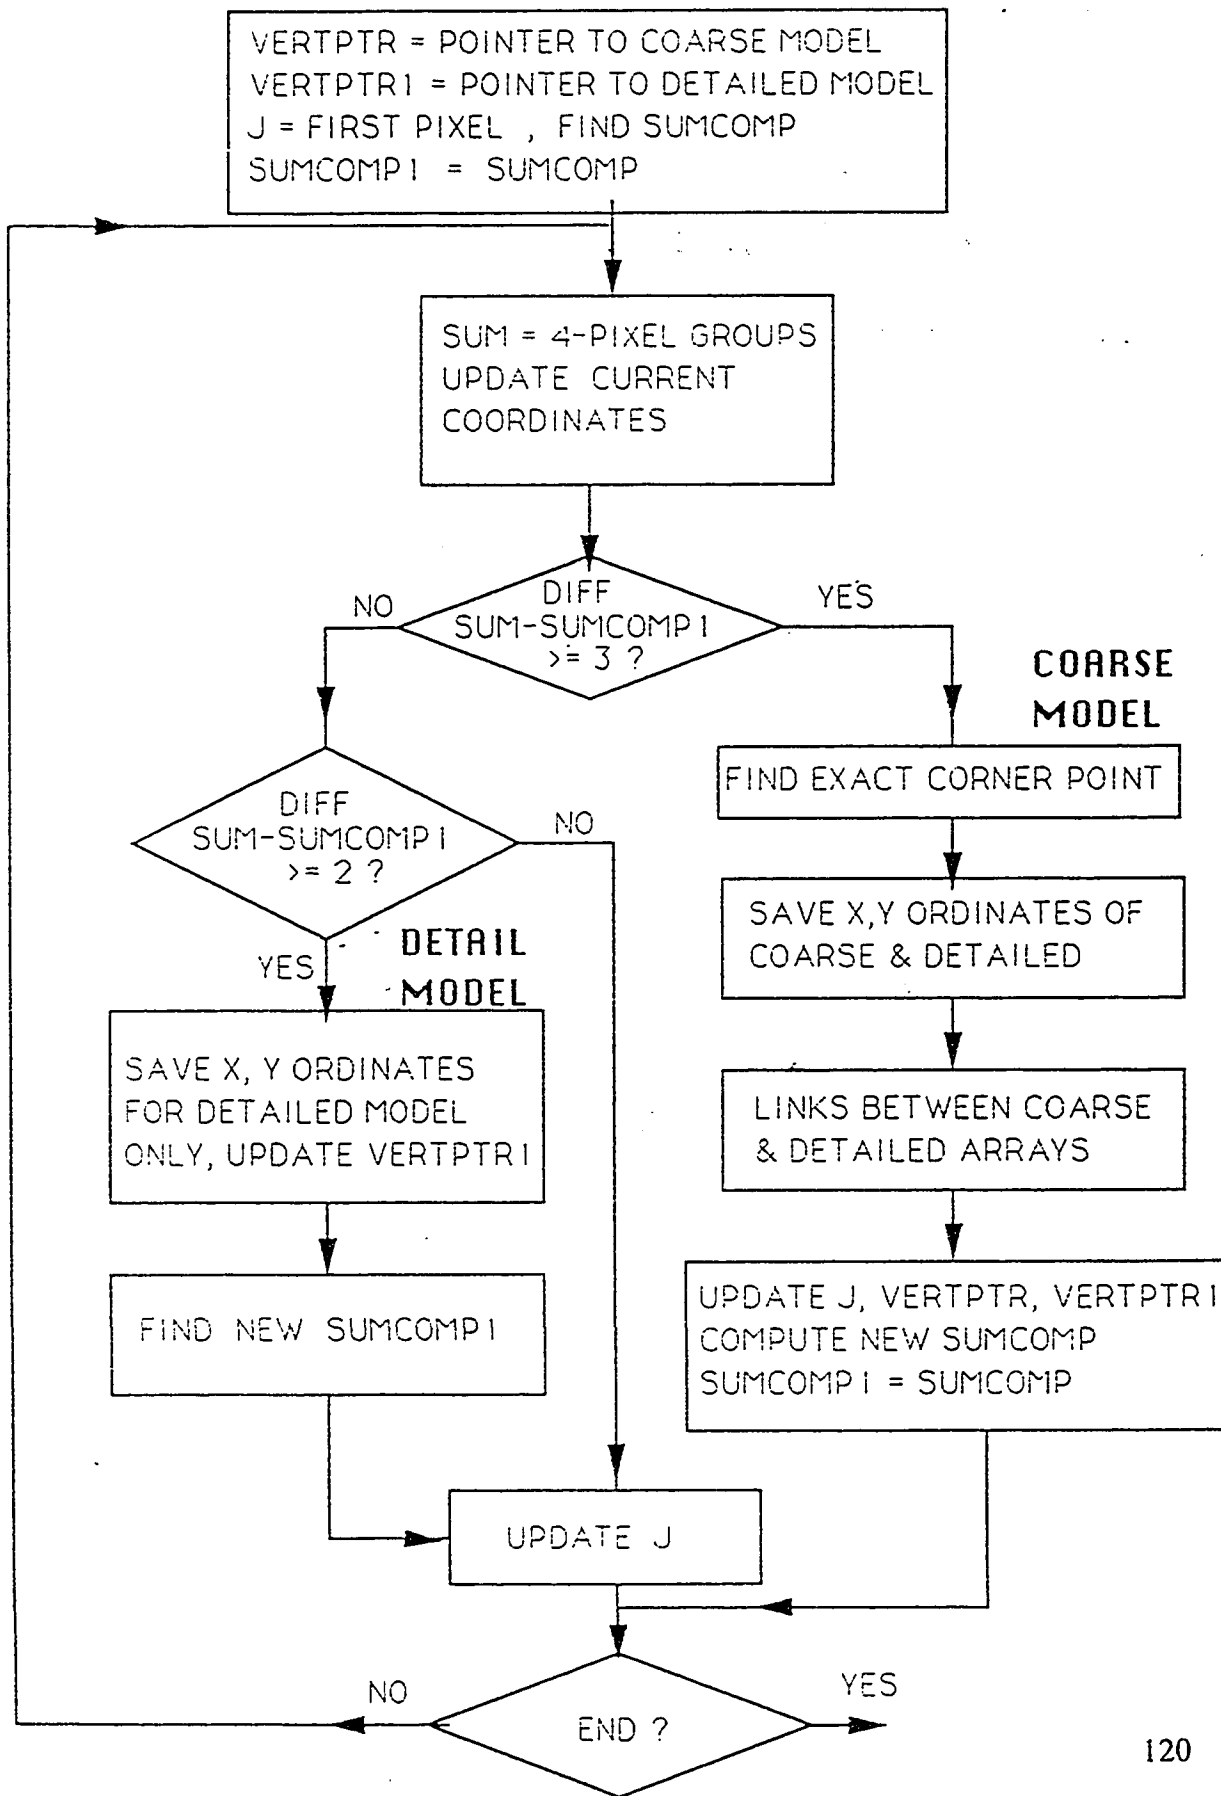 VERTPTR = POINTER TO COARSE MODEL
VERTPTR1 = POINTER TO DETAILED MODEL
J = FIRST PIXEL , FIND SUMCOMP
SUMCOMP1 = SUMCOMP
SUM = 4-PIXEL GROUPS
UPDATE CURRENT
COORDINATES
DIFF
SUM-SUMCOMP1
>= 3 ?
NO
YES
COARSE
MODEL
FIND EXACT CORNER POINT
SAVE X,Y ORDINATES OF
COARSE & DETAILED
LINKS BETWEEN COARSE
& DETAILED ARRAYS
UPDATE J, VERTPTR, VERTPTR1
COMPUTE NEW SUMCOMP
SUMCOMP1 = SUMCOMP
DIFF
SUM-SUMCOMP1
>= 2 ?
NO
YES
DETAIL
MODEL
SAVE X, Y ORDINATES
FOR DETAILED MODEL
ONLY, UPDATE VERTPTR1
FIND NEW SUMCOMP1
UPDATE J
END ?
NO
YES
120